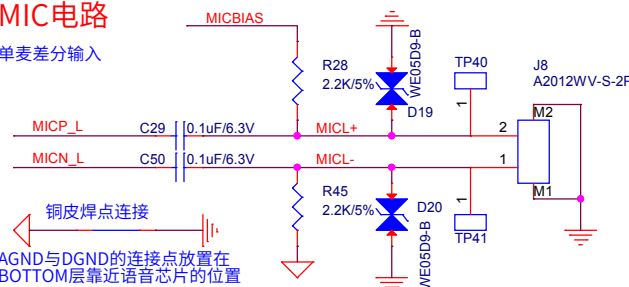 MIC电路
MICBIAS
单麦差分输入
R28
2.2K/5%
WE05D9-B
D19
TP40
1
J8
A2012WV-S-2P
M2
MICP_L
C29
0.1uF/6.3V
MICL+
2
MICN_L
C50
0.1uF/6.3V
MICL-
1
R45
2.2K/5%
D20
WE05D9-B
1
TP41
M1
铜皮焊点连接
AGND与DGND的连接点放置在
BOTTOM层靠近语音芯片的位置